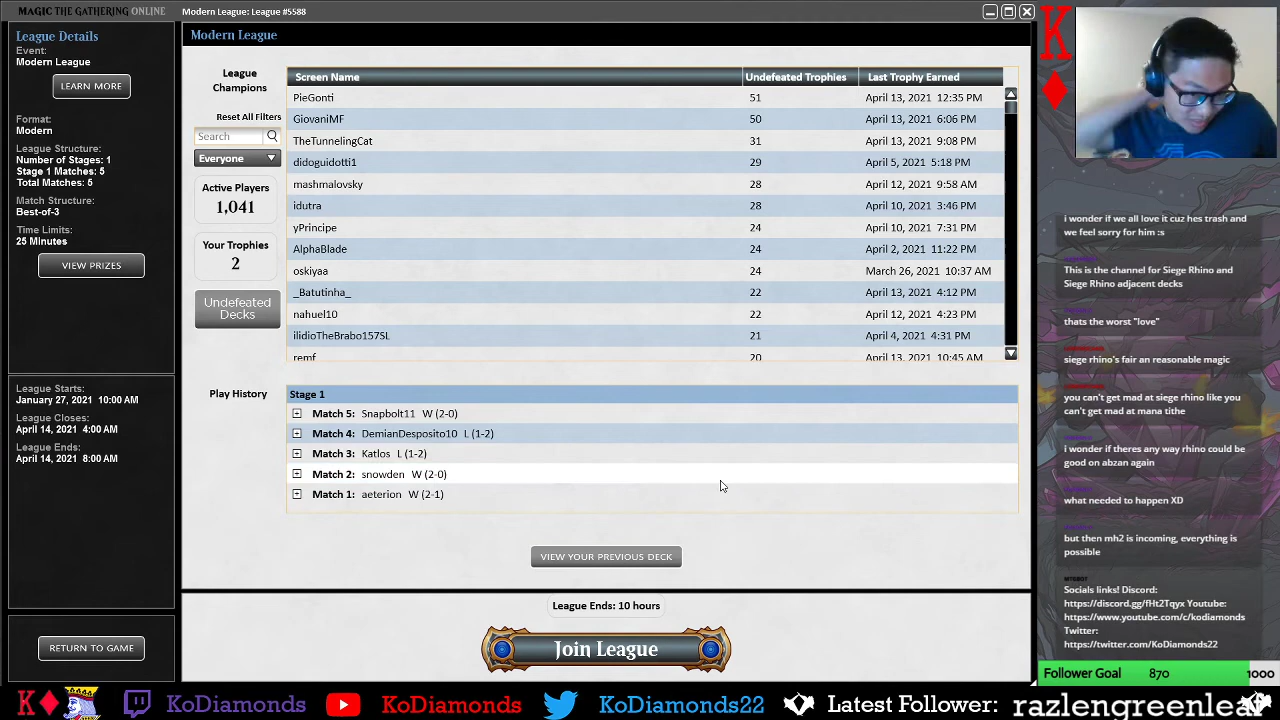 MAGIC THE GATHERING ONLINE
Modern League: League #5588
League Details
Event:
Modern League
LEARN MORE
Format:
Modern
League Structure:
Number of Stages: 1
Stage 1 Matches: 5
Total Matches: 5
Match Structure:
Best-of-3
Time Limits:
25 Minutes
VIEW PRIZES
League Starts:
January 27, 2021 10:00 AM
League Closes:
April 14, 2021 4:00 AM
League Ends:
April 14, 2021 8:00 AM
RETURN TO GAME
Modern League
League
Champions
Reset All Filters
Search
Everyone
Active Players
1,041
Your Trophies
2
Undefeated
Decks
Screen Name Undefeated Trophies Last Trophy Earned
PieGonti 51 April 13, 2021 12:35 PM
GiovaniMF 50 April 13, 2021 6:06 PM
TheTunnelingCat 31 April 13, 2021 9:08 PM
didoguidotti1 29 April 5, 2021 5:18 PM
mashmalovsky 28 April 12, 2021 9:58 AM
idutra 28 April 10, 2021 3:46 PM
yPrincipe 24 April 10, 2021 7:31 PM
AlphaBlade 24 April 2, 2021 11:22 PM
oskiyaa 24 March 26, 2021 10:37 AM
_Batutinha_ 22 April 13, 2021 4:12 PM
nahuel10 22 April 12, 2021 4:23 PM
ilidioTheBrabo157SL 21 April 4, 2021 4:31 PM
remf 20 April 13, 2021 10:45 AM
Play History
Stage 1
Match 5: Snapbolt11 W (2-0)
Match 4: DemianDesposito10 L (1-2)
Match 3: Katlos L (1-2)
Match 2: snowden W (2-0)
Match 1: aeterion W (2-1)
VIEW YOUR PREVIOUS DECK
League Ends: 10 hours
Join League
K
i wonder if we all love it cuz hes trash and
we feel sorry for him :s
This is the channel for Siege Rhino and
Siege Rhino adjacent decks
thats the worst "love"
siege rhino's fair an reasonable magic
you can't get mad at siege rhino like you
can't get mad at mana tithe
i wonder if theres any way rhino could be
good on abzan again
what needed to happen XD
but then mh2 is incoming, everything is
possible
Socials links! Discord:
https://discord.gg/fHt2Tqyx Youtube:
https://www.youtube.com/c/kodiamonds
Twitter:
https://twitter.com/KoDiamonds22
Follower Goal 870 1000
K KoDiamonds KoDiamonds KoDiamonds22 Latest Follower: razlengreenleaf